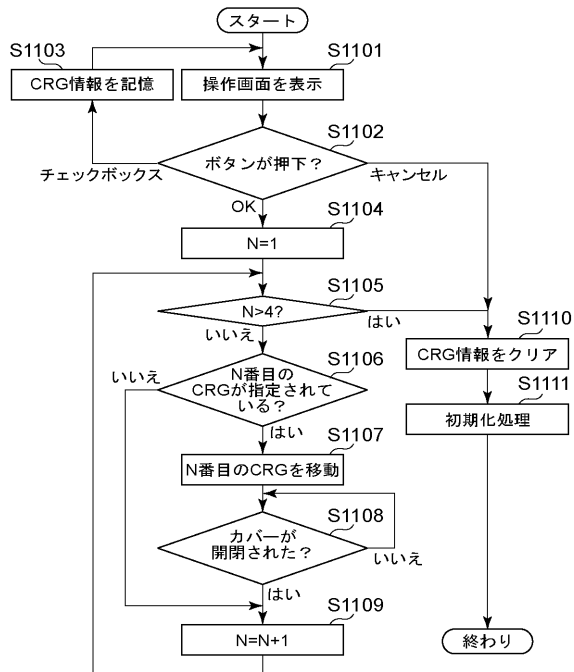 スタート
S1103
S1101
CRG情報を記憶
操作画面を表示
S1102
ボタンが押下？
チェックボックス
キャンセル
OK
S1104
N=1
S1105
N>4?
はい
いいえ
S1110
CRG情報をクリア
S1106
いいえ
N番目の
CRGが指定されて
いる？
はい
S1111
初期化処理
S1107
N番目のCRGを移動
S1108
カバーが
開閉された？
いいえ
はい
S1109
N=N+1
終わり